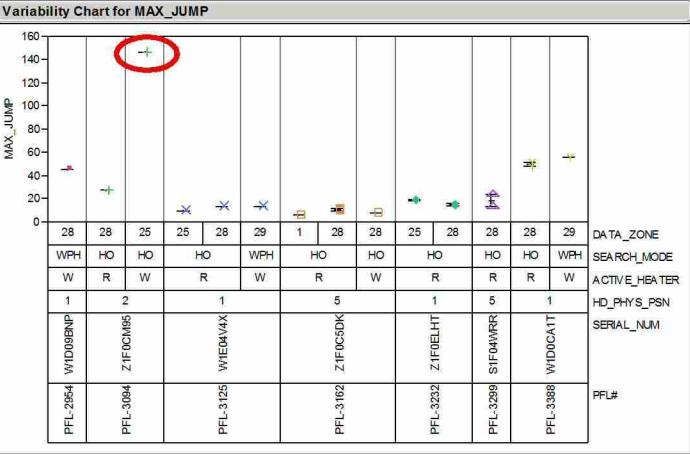 Variability Chart for MAX_JUMP
MAX_JUMP
160
140
120
100
80
60
40
20
0
28 28 25 25 28 29 1 28 28 25 28 28 28 29 DATA_ZONE
WPH HO HO HO WPH HO HO HO HO HO WPH SEARCH_MODE
W R W R W R W R R R W ACTIVE_HEATER
1 2 1 5 1 5 1 HD_PHYS_PSN
W1D09BNP Z1F0CM95 W1E04V4X Z1F0C5DK Z1F0ELHT S1F04WRR W1D0CA1T SERIAL_NUM
PFL-2954 PFL-3094 PFL-3125 PFL-3162 PFL-3232 PFL-3299 PFL-3388 PFL#